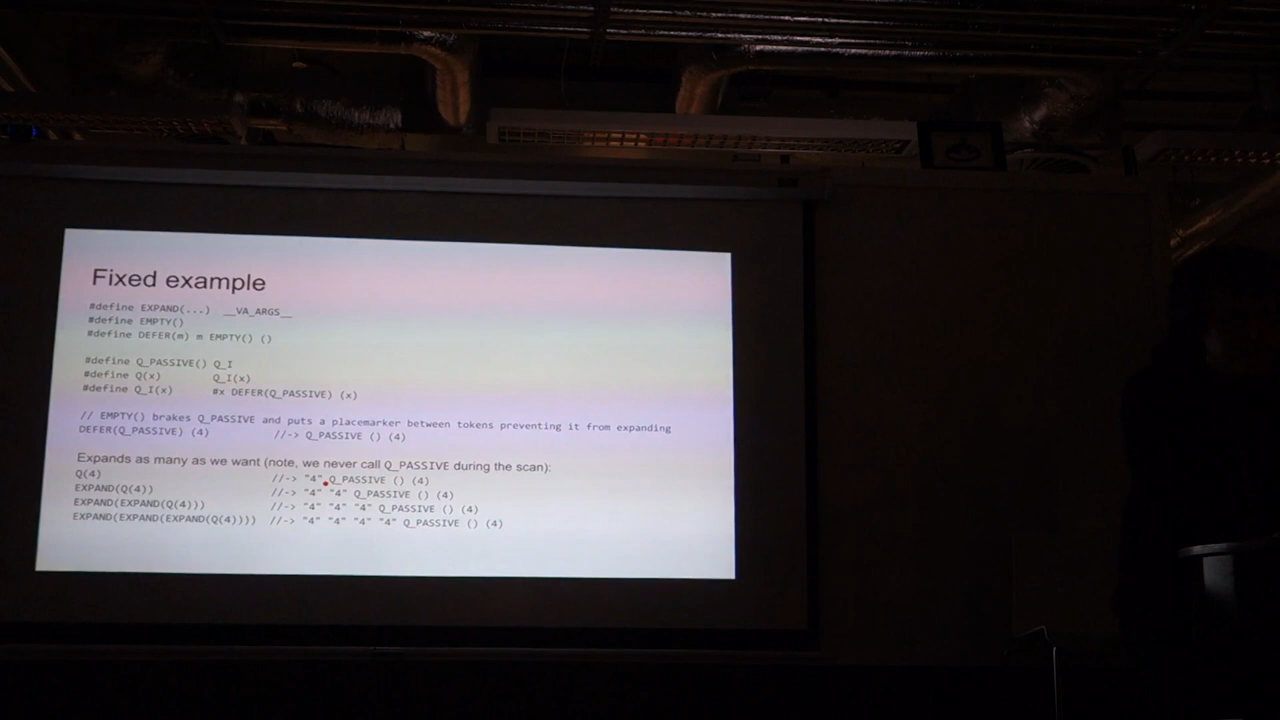 Fixed example
#define EXPAND(...) __VA_ARGS__
#define EMPTY()
#define DEFER(m) m EMPTY() ()
#define Q_PASSIVE() Q_I
#define Q(x) Q_I(x)
#define Q_I(x) #x DEFER(Q_PASSIVE) (x)
// EMPTY() brakes Q_PASSIVE and puts a placemarker between tokens preventing it from expanding
DEFER(Q_PASSIVE) (4) //-> Q_PASSIVE () (4)
Expands as many as we want (note, we never call Q_PASSIVE during the scan):
Q(4) //-> "4" Q_PASSIVE () (4)
EXPAND(Q(4)) //-> "4" "4" Q_PASSIVE () (4)
EXPAND(EXPAND(Q(4))) //-> "4" "4" "4" Q_PASSIVE () (4)
EXPAND(EXPAND(EXPAND(Q(4)))) //-> "4" "4" "4" "4" Q_PASSIVE () (4)